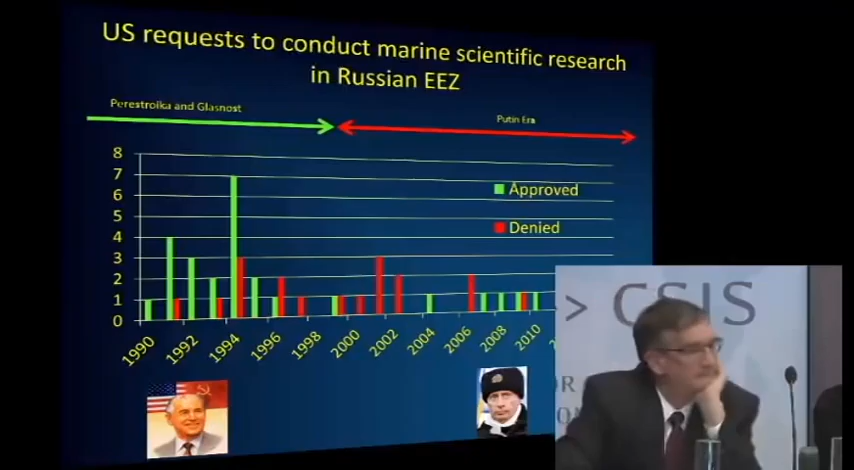 US requests to conduct marine scientific research
in Russian EEZ
Perestroika and Glasnost
Putin Era
8
7
6
5
4
3
2
1
0
Approved
Denied
1990
1992
1994
1996
1998
2000
2002
2004
2006
2008
2010
> CSIS
OR